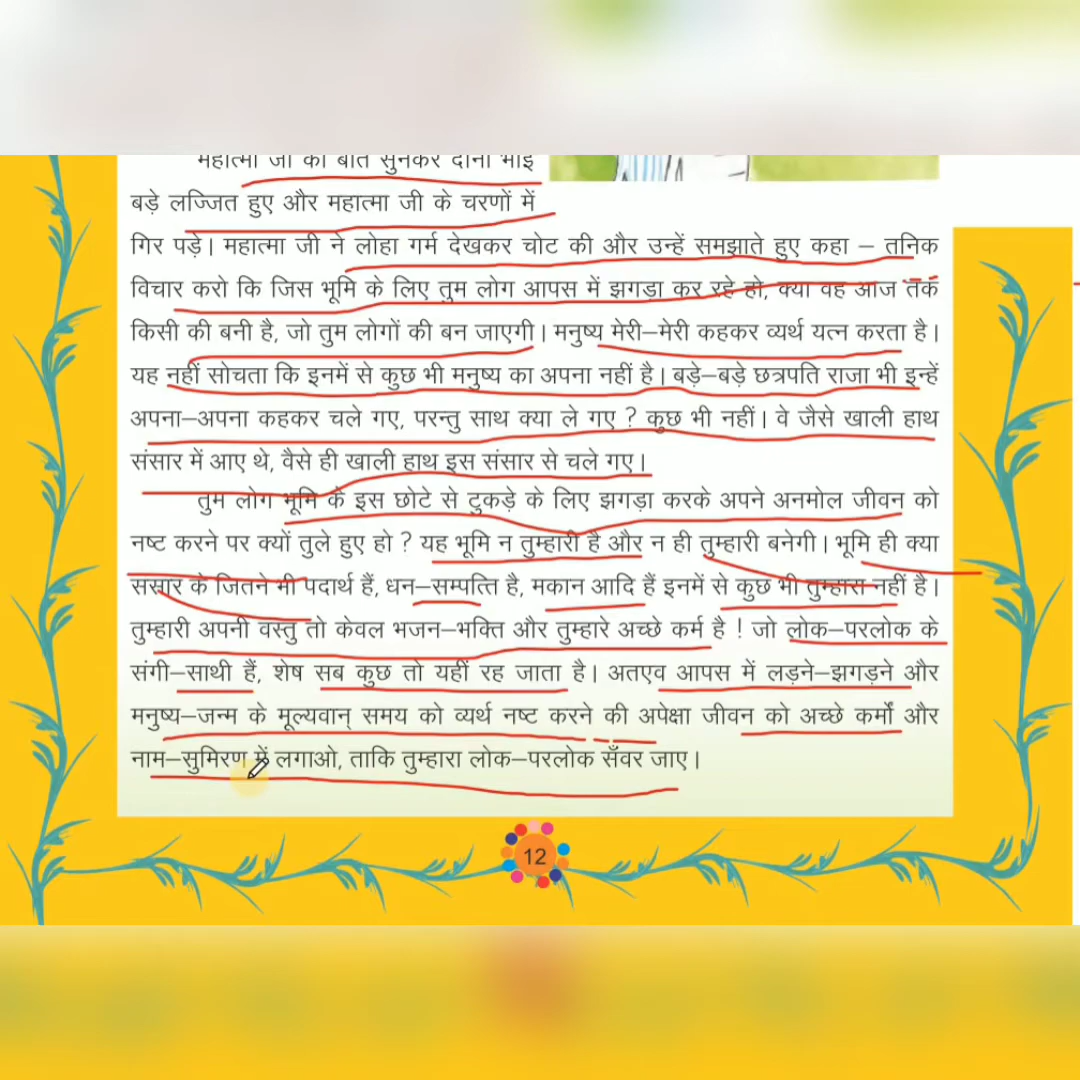 महात्मा जी की बात सुनकर दोनों भाई
बड़े लज्जित हुए और महात्मा जी के चरणों में
गिर पड़े। महात्मा जी ने लोहा गर्म देखकर चोट की और उन्हें समझाते हुए कहा – तनिक
विचार करो कि जिस भूमि के लिए तुम लोग आपस में झगड़ा कर रहे हो, क्या वह आज तक
किसी की बनी है, जो तुम लोगों की बन जाएगी। मनुष्य मेरी–मेरी कहकर व्यर्थ यत्न करता है।
यह नहीं सोचता कि इनमें से कुछ भी मनुष्य का अपना नहीं है। बड़े–बड़े छत्रपति राजा भी इन्हें
अपना–अपना कहकर चले गए, परन्तु साथ क्या ले गए ? कुछ भी नहीं। वे जैसे खाली हाथ
संसार में आए थे, वैसे ही खाली हाथ इस संसार से चले गए।
तुम लोग भूमि के इस छोटे से टुकड़े के लिए झगड़ा करके अपने अनमोल जीवन को
नष्ट करने पर क्यों तुले हुए हो ? यह भूमि न तुम्हारी है और न ही तुम्हारी बनेगी। भूमि ही क्या
संसार के जितने भी पदार्थ हैं, धन–सम्पत्ति है, मकान आदि हैं इनमें से कुछ भी तुम्हारा नहीं है।
तुम्हारी अपनी वस्तु तो केवल भजन–भक्ति और तुम्हारे अच्छे कर्म है ! जो लोक–परलोक के
संगी–साथी हैं, शेष सब कुछ तो यहीं रह जाता है। अतएव आपस में लड़ने–झगड़ने और
मनुष्य–जन्म के मूल्यवान् समय को व्यर्थ नष्ट करने की अपेक्षा जीवन को अच्छे कर्मों और
नाम–सुमिरण में लगाओ, ताकि तुम्हारा लोक–परलोक सँवर जाए।
12